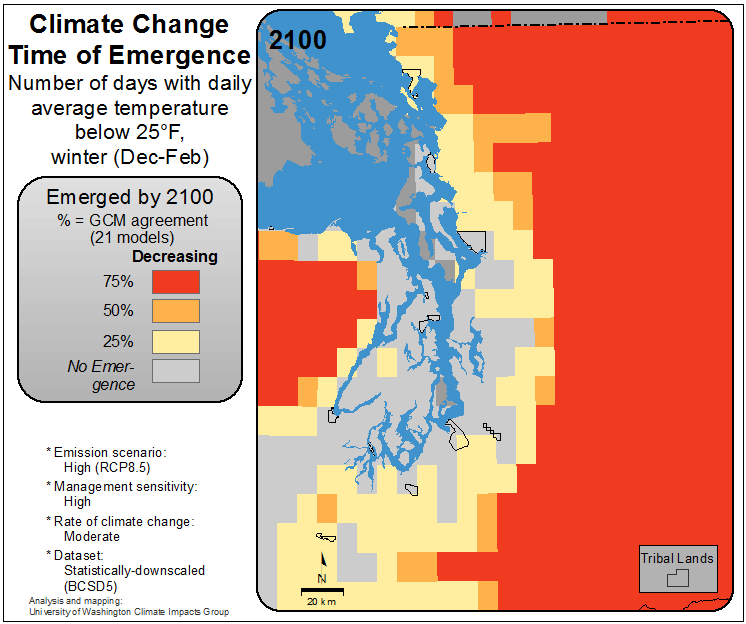 Climate Change
Time of Emergence
Number of days with daily
average temperature
below 25°F,
winter (Dec-Feb)
Emerged by 2100
% = GCM agreement
(21 models)
Decreasing
75%
50%
25%
No Emer-
gence
* Emission scenario:
High (RCP8.5)
* Management sensitivity:
High
* Rate of climate change:
Moderate
* Dataset:
Statistically-downscaled
(BCSD5)
Analysis and mapping:
University of Washington Climate Impacts Group
2100
N
20 km
Tribal Lands